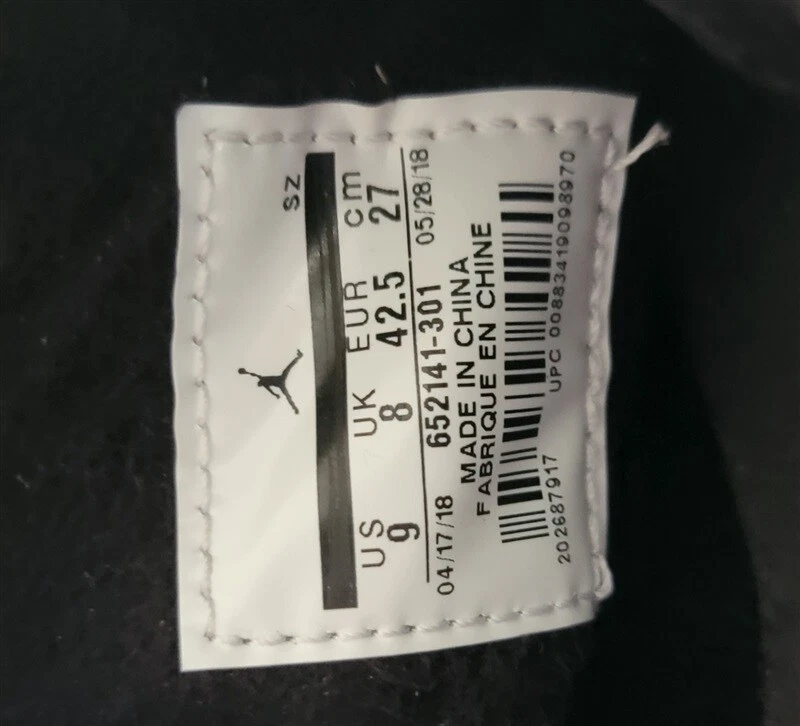 SZ
US UK EUR cm
9 8 42.5 27
04/17/18 652141-301 05/28/18
MADE IN CHINA
FABRIQUE EN CHINE
202687917 UPC 00883419098970